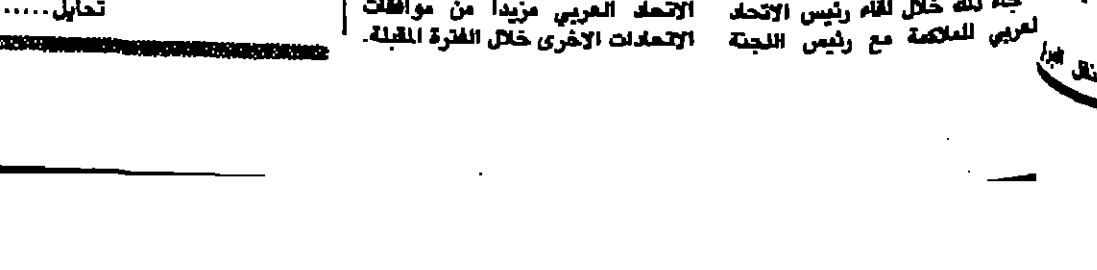 جاء ذلك خلال لقاء رئيس الاتحاد
لعربي للملاكمة مع رئيس اللجنة
الاتحاد العربي مزيداً من موافقات
الاتحادات الاخرى خلال الفترة المقبلة.
تحايل.....